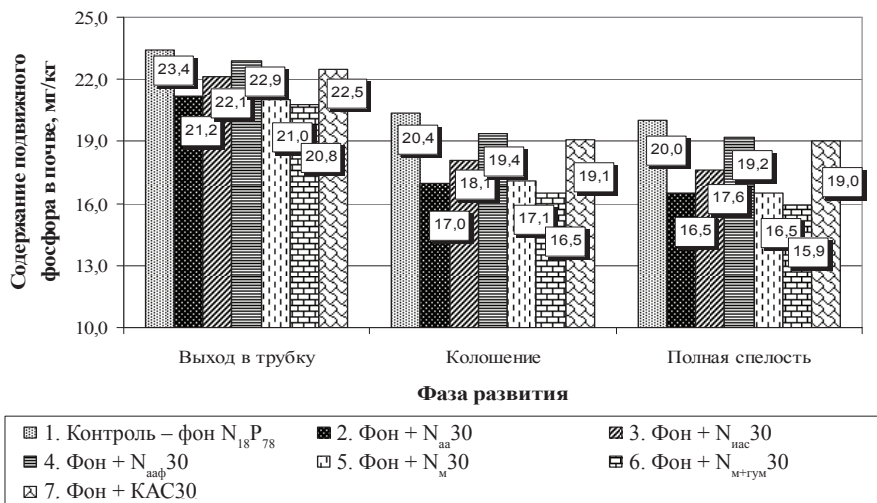 Содержание подвижного
фосфора в почве, мг/кг
25,0
22,0
19,0
16,0
13,0
10,0
23,4
21,2
22,1
22,9
21,0
20,8
22,5
20,4
17,0
18,1
19,4
17,1
16,5
19,1
20,0
16,5
17,6
19,2
16,5
15,9
19,0
Выход в трубку
Колошение
Полная спелость
Фаза развития
1. Контроль – фон N₁₈P₇₈
2. Фон + Nₐₐ30
3. Фон + Nиас30
4. Фон + Nааф30
5. Фон + Nм30
6. Фон + Nм+гум30
7. Фон + КАС30